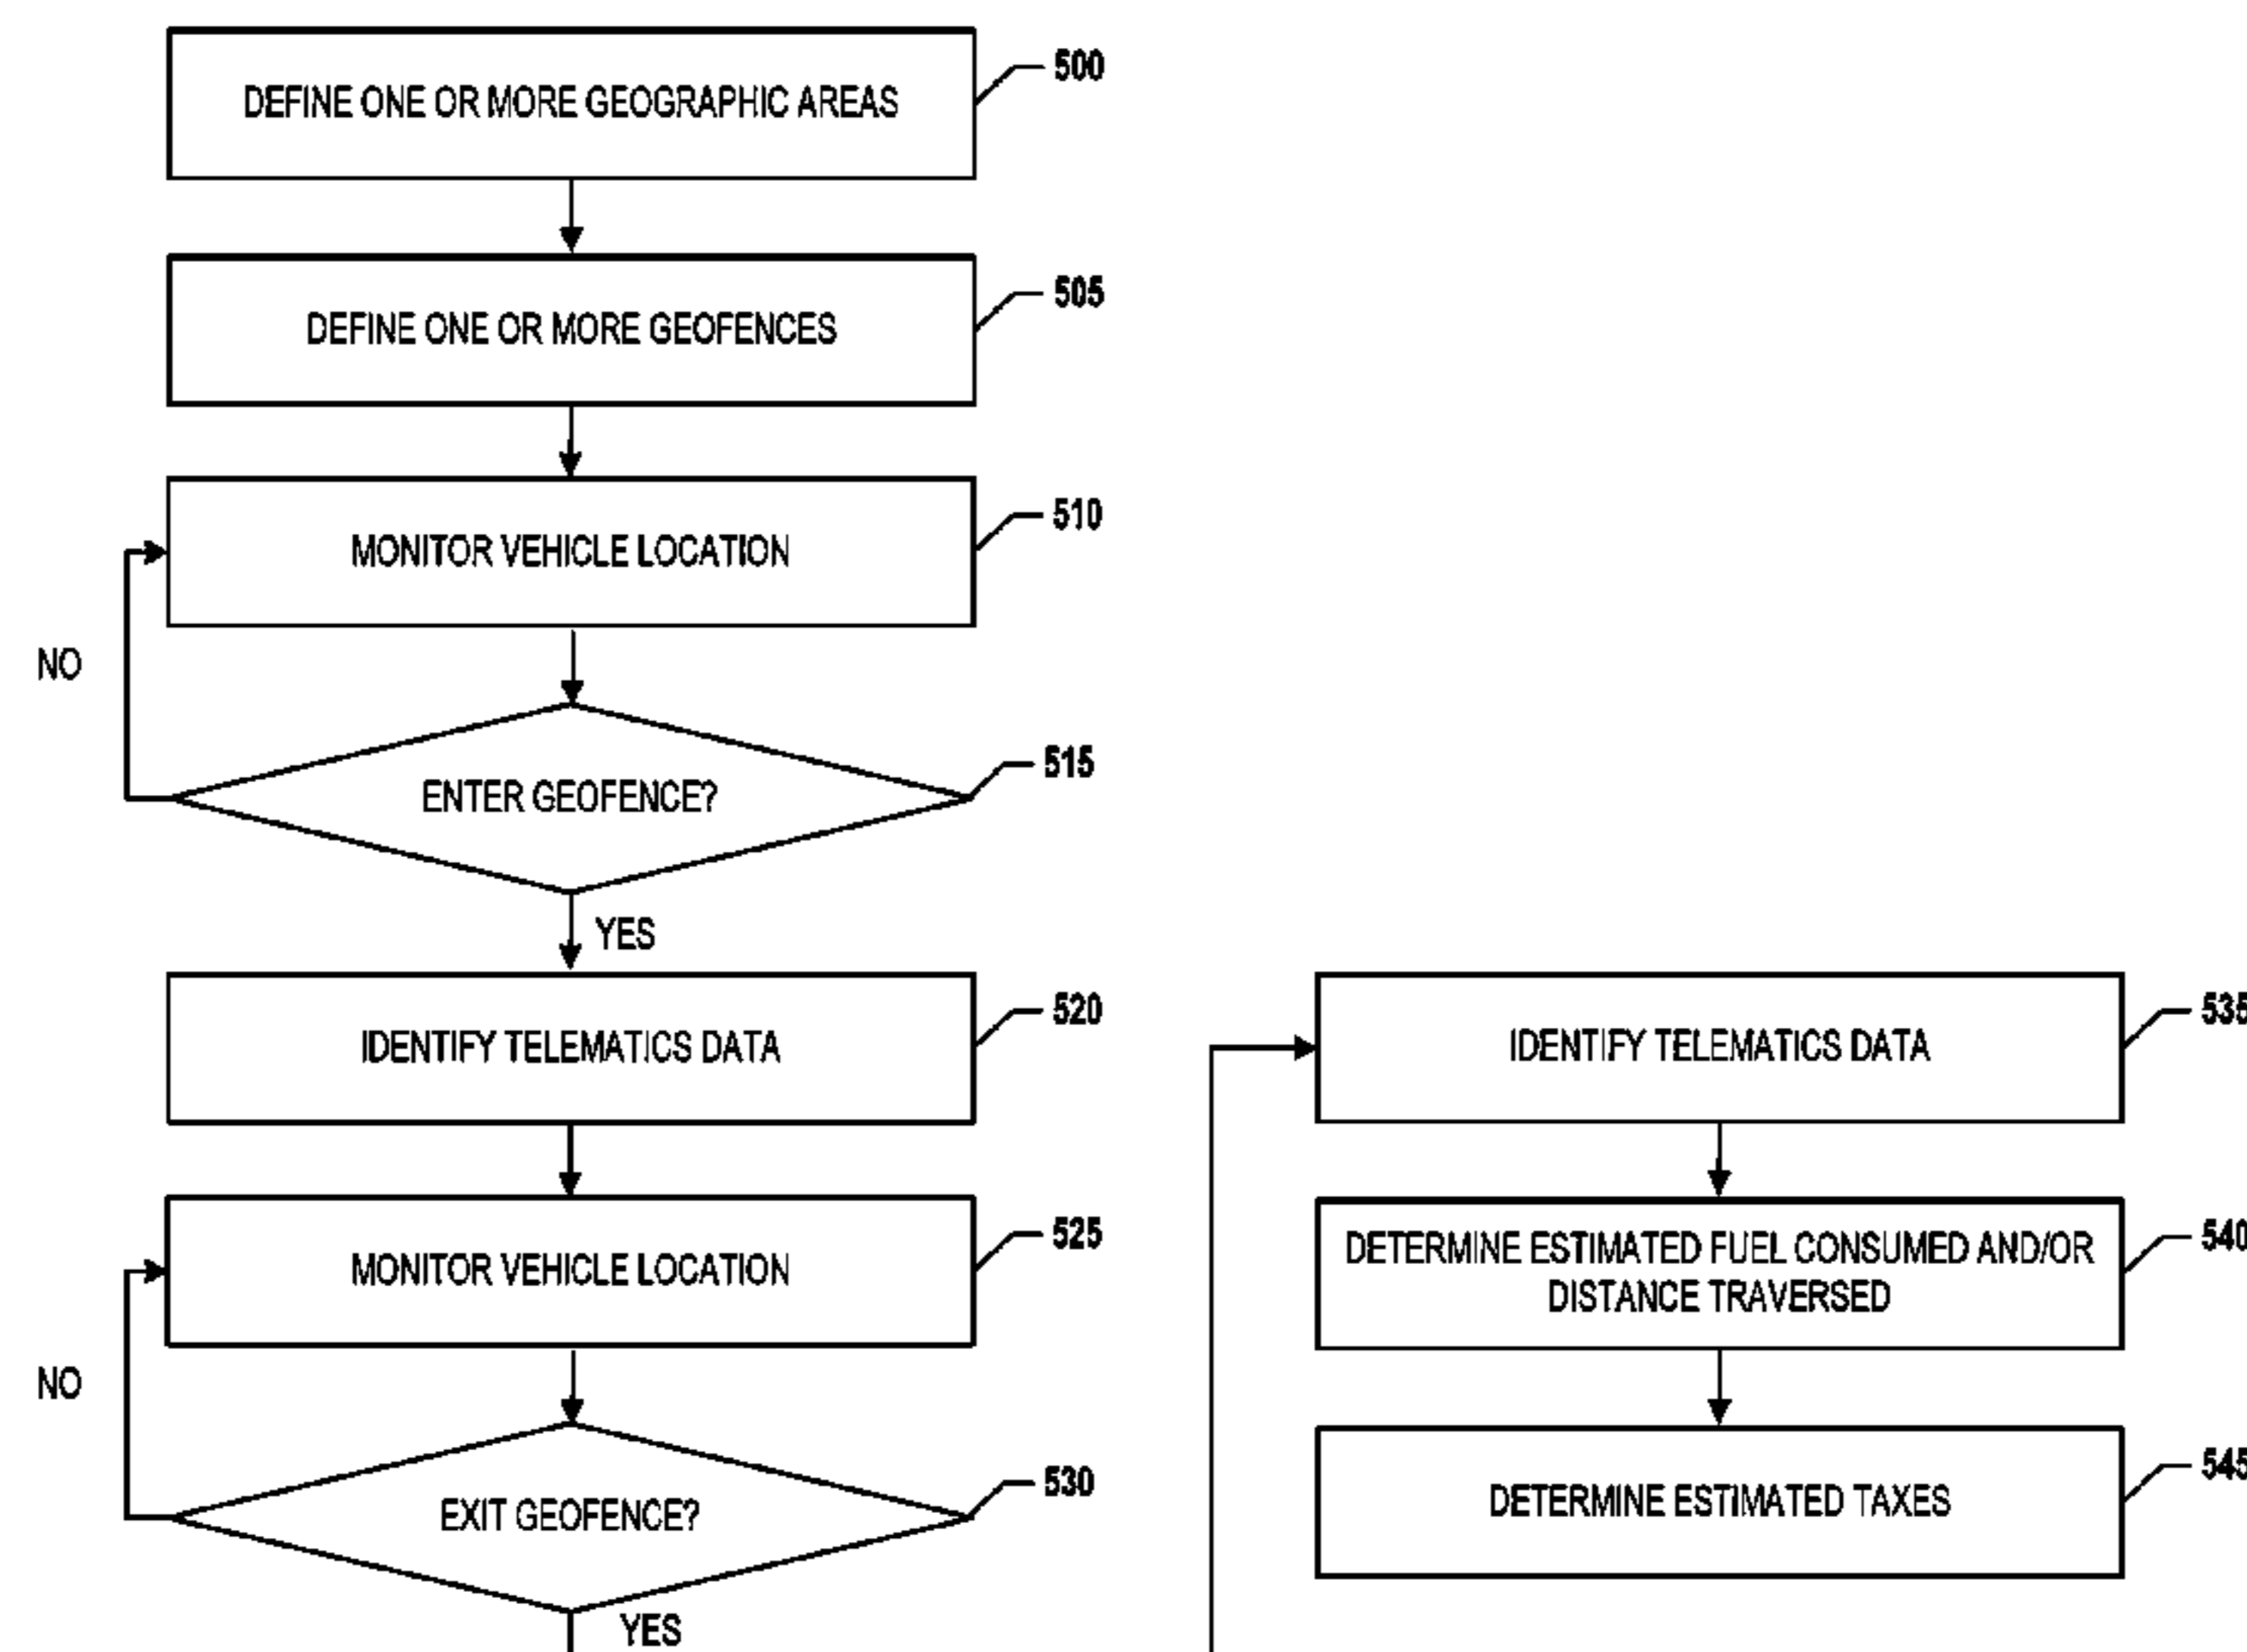 DEFINE ONE OR MORE GEOGRAPHIC AREAS
500
DEFINE ONE OR MORE GEOFENCES
505
MONITOR VEHICLE LOCATION
510
NO
ENTER GEOFENCE?
515
YES
IDENTIFY TELEMATICS DATA
520
MONITOR VEHICLE LOCATION
525
NO
EXIT GEOFENCE?
530
YES
IDENTIFY TELEMATICS DATA
535
DETERMINE ESTIMATED FUEL CONSUMED AND/OR
DISTANCE TRAVERSED
540
DETERMINE ESTIMATED TAXES
545